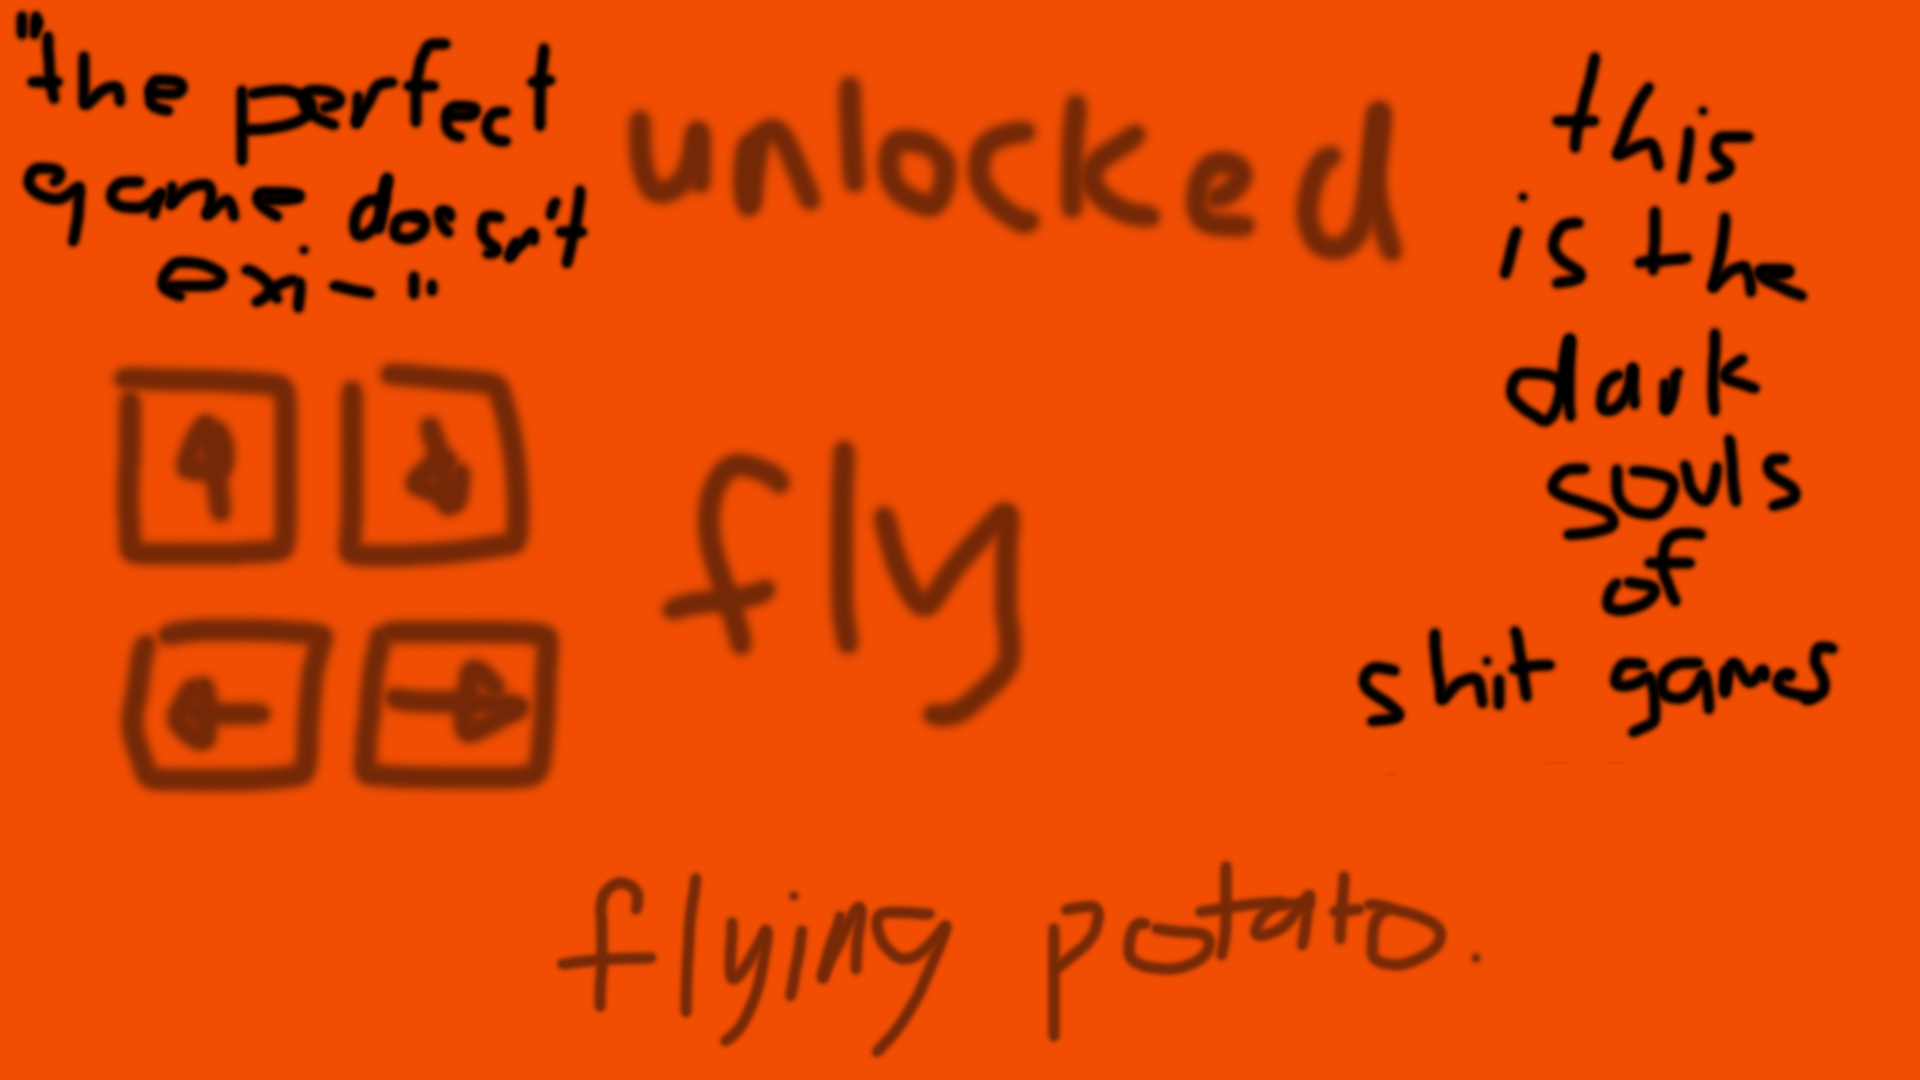 "the perfect
game doesn't
exi-"
unlocked
fly
flying potato.
this
is the
dark
souls
of
shit games